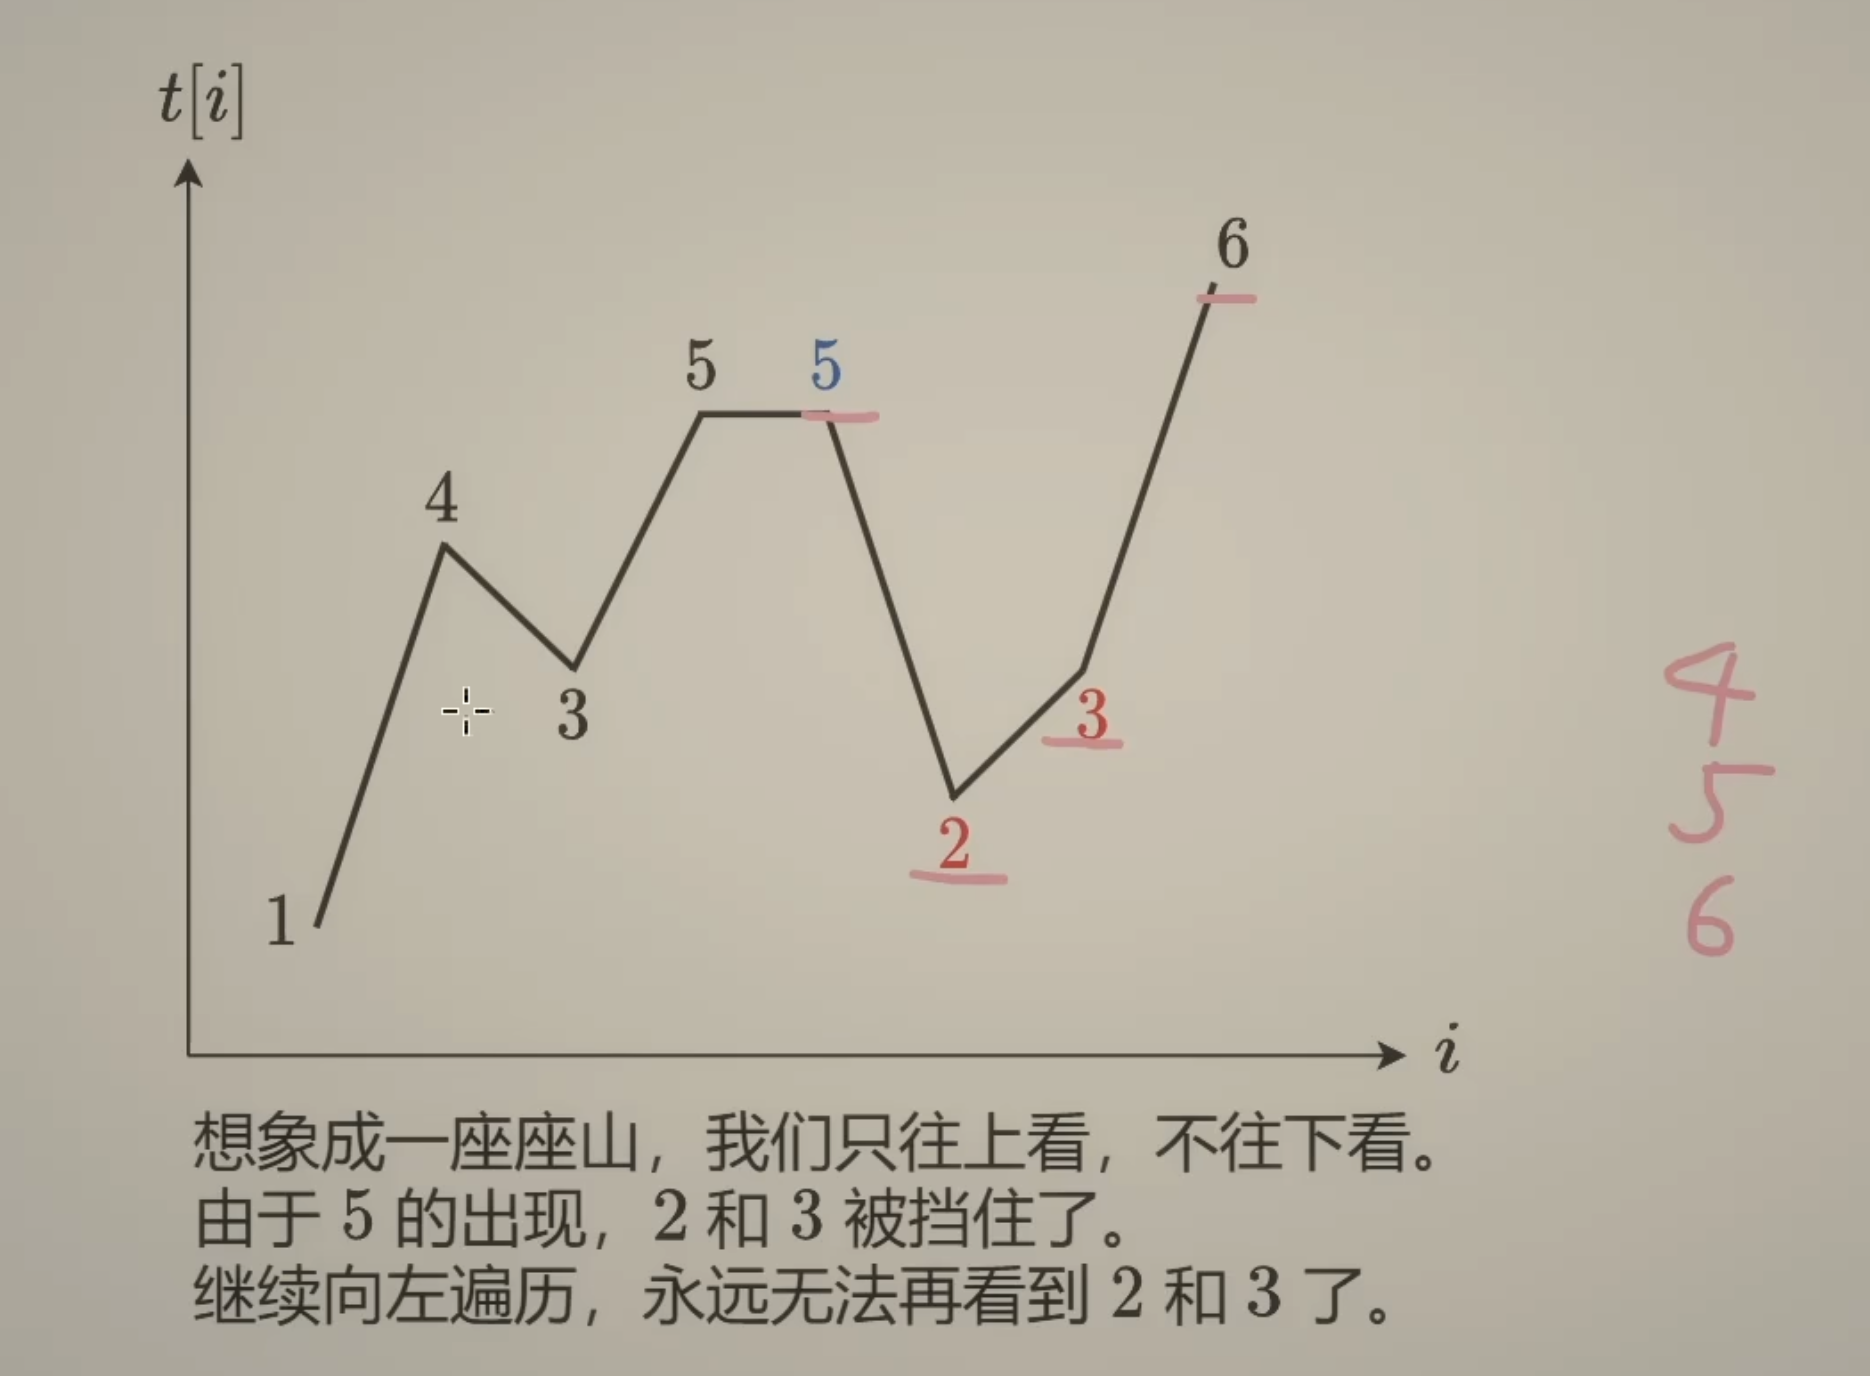 t[i]
6
5 5
4
3
3
2
1
i
4
5
6
想象成一座座山，我们只往上看，不往下看。
由于 5 的出现，2 和 3 被挡住了。
继续向左遍历，永远无法再看到 2 和 3 了。